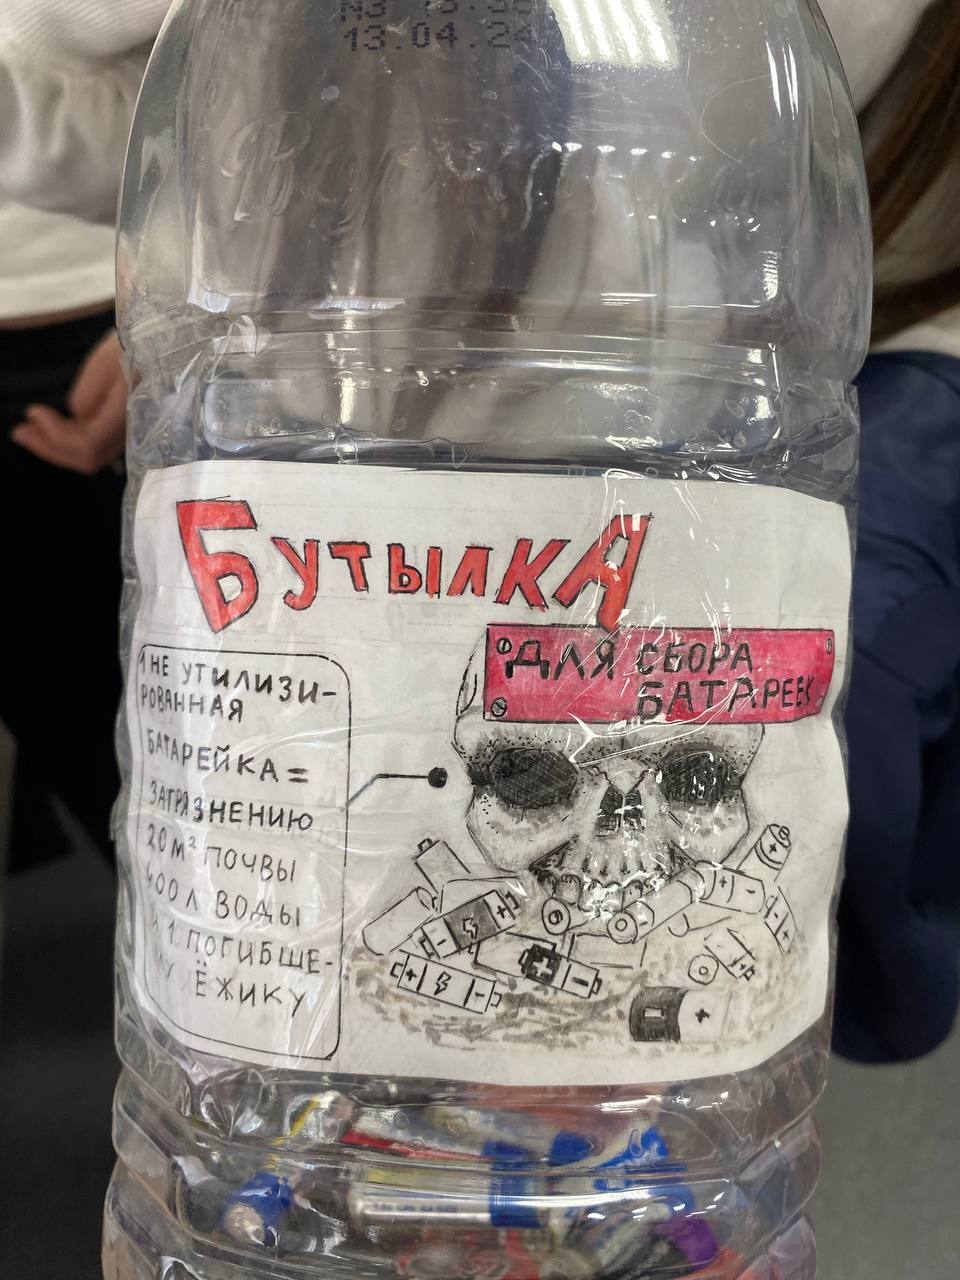 13.04.24
БУТЫЛКА
ДЛЯ СБОРА
БАТАРЕЕК
1 НЕ УТИЛИЗИ-
РОВАННАЯ
БАТАРЕЙКА =
ЗАГРЯЗНЕНИЮ
20 м² ПОЧВЫ
400 л ВОДЫ
И 1 ПОГИБШЕ-
МУ ЁЖИКУ